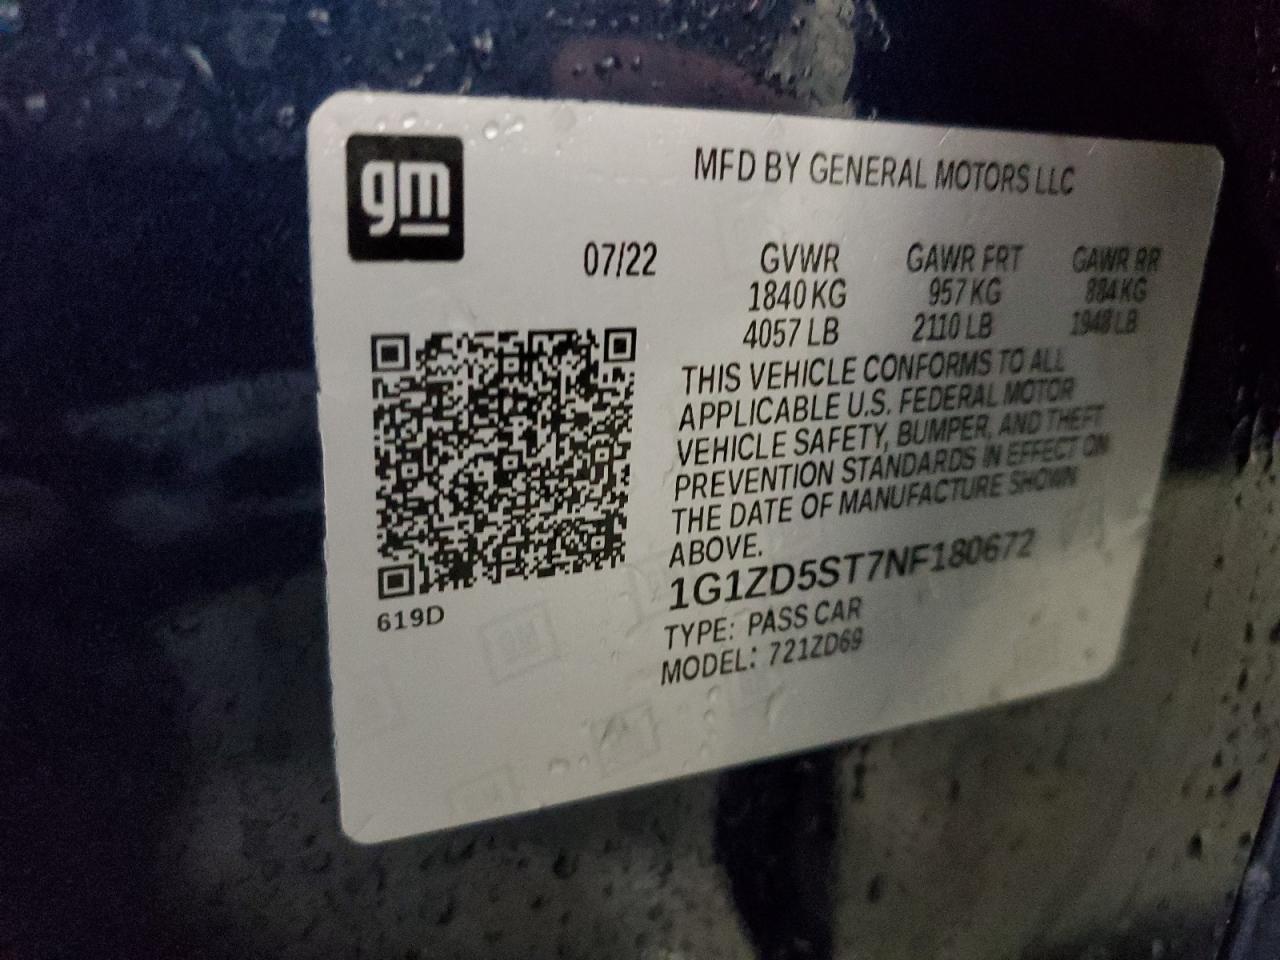 gm
MFD BY GENERAL MOTORS LLC
07/22 GVWR GAWR FRT GAWR RR
1840 KG 957 KG 884 KG
4057 LB 2110 LB 1948 LB
THIS VEHICLE CONFORMS TO ALL
APPLICABLE U.S. FEDERAL MOTOR
VEHICLE SAFETY, BUMPER, AND THEFT
PREVENTION STANDARDS IN EFFECT ON
THE DATE OF MANUFACTURE SHOWN
ABOVE.
1G1ZD5ST7NF180672
TYPE: PASS CAR
MODEL: 721ZD69
619D